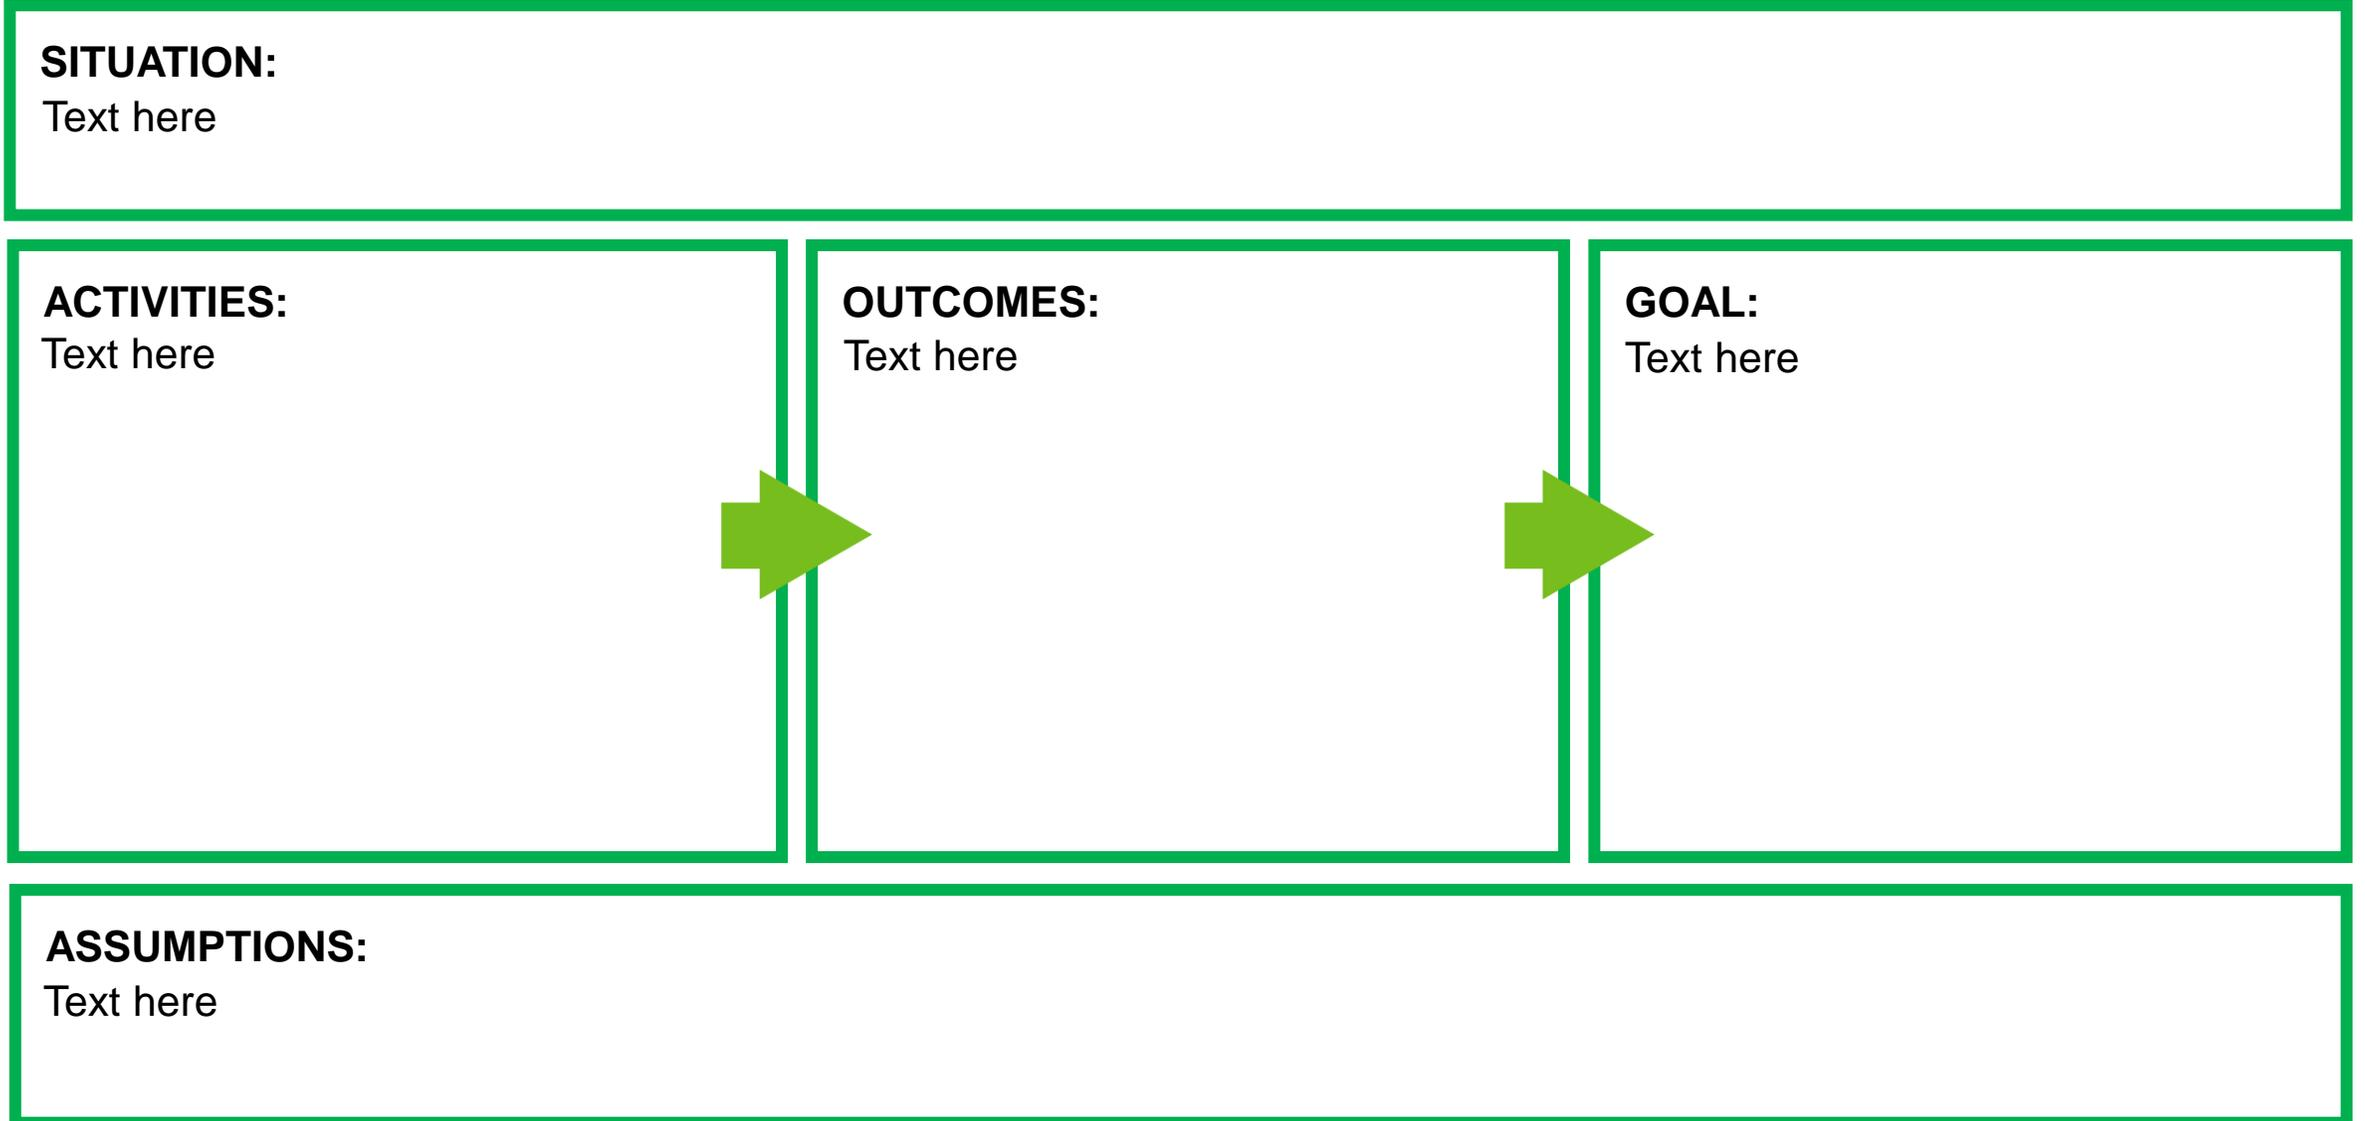 SITUATION:
Text here
ACTIVITIES:
Text here
OUTCOMES:
Text here
GOAL:
Text here
ASSUMPTIONS:
Text here